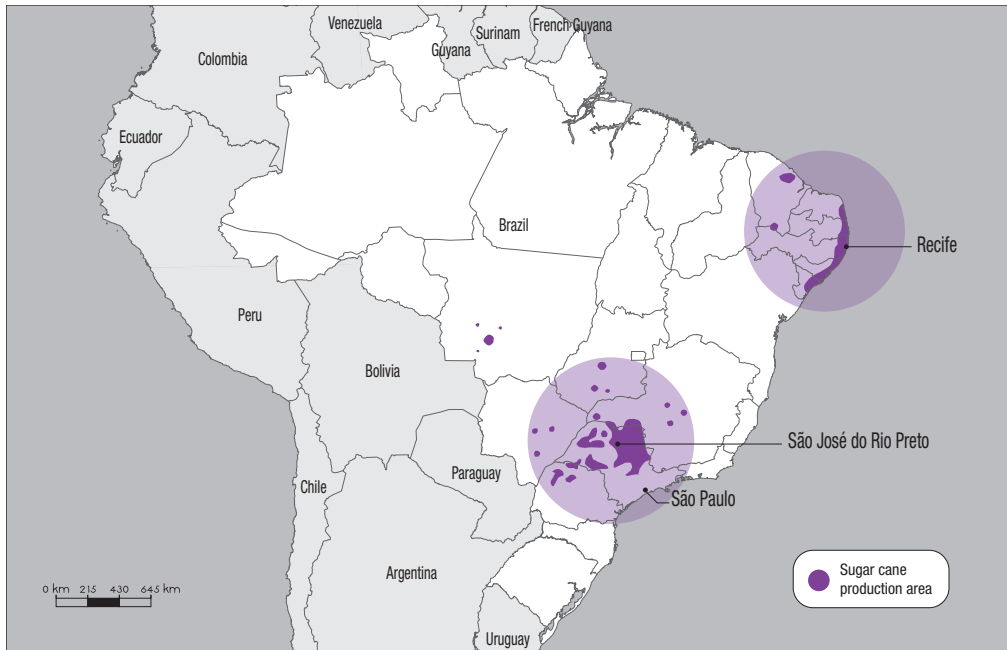 Venezuela
Surinam
French Guyana
Guyana
Colombia
Ecuador
Brazil
Recife
Peru
Bolivia
São José do Rio Preto
Paraguay
Chile
São Paulo
Argentina
Sugar cane
production area
0 km 215 430 645 km
Uruguay